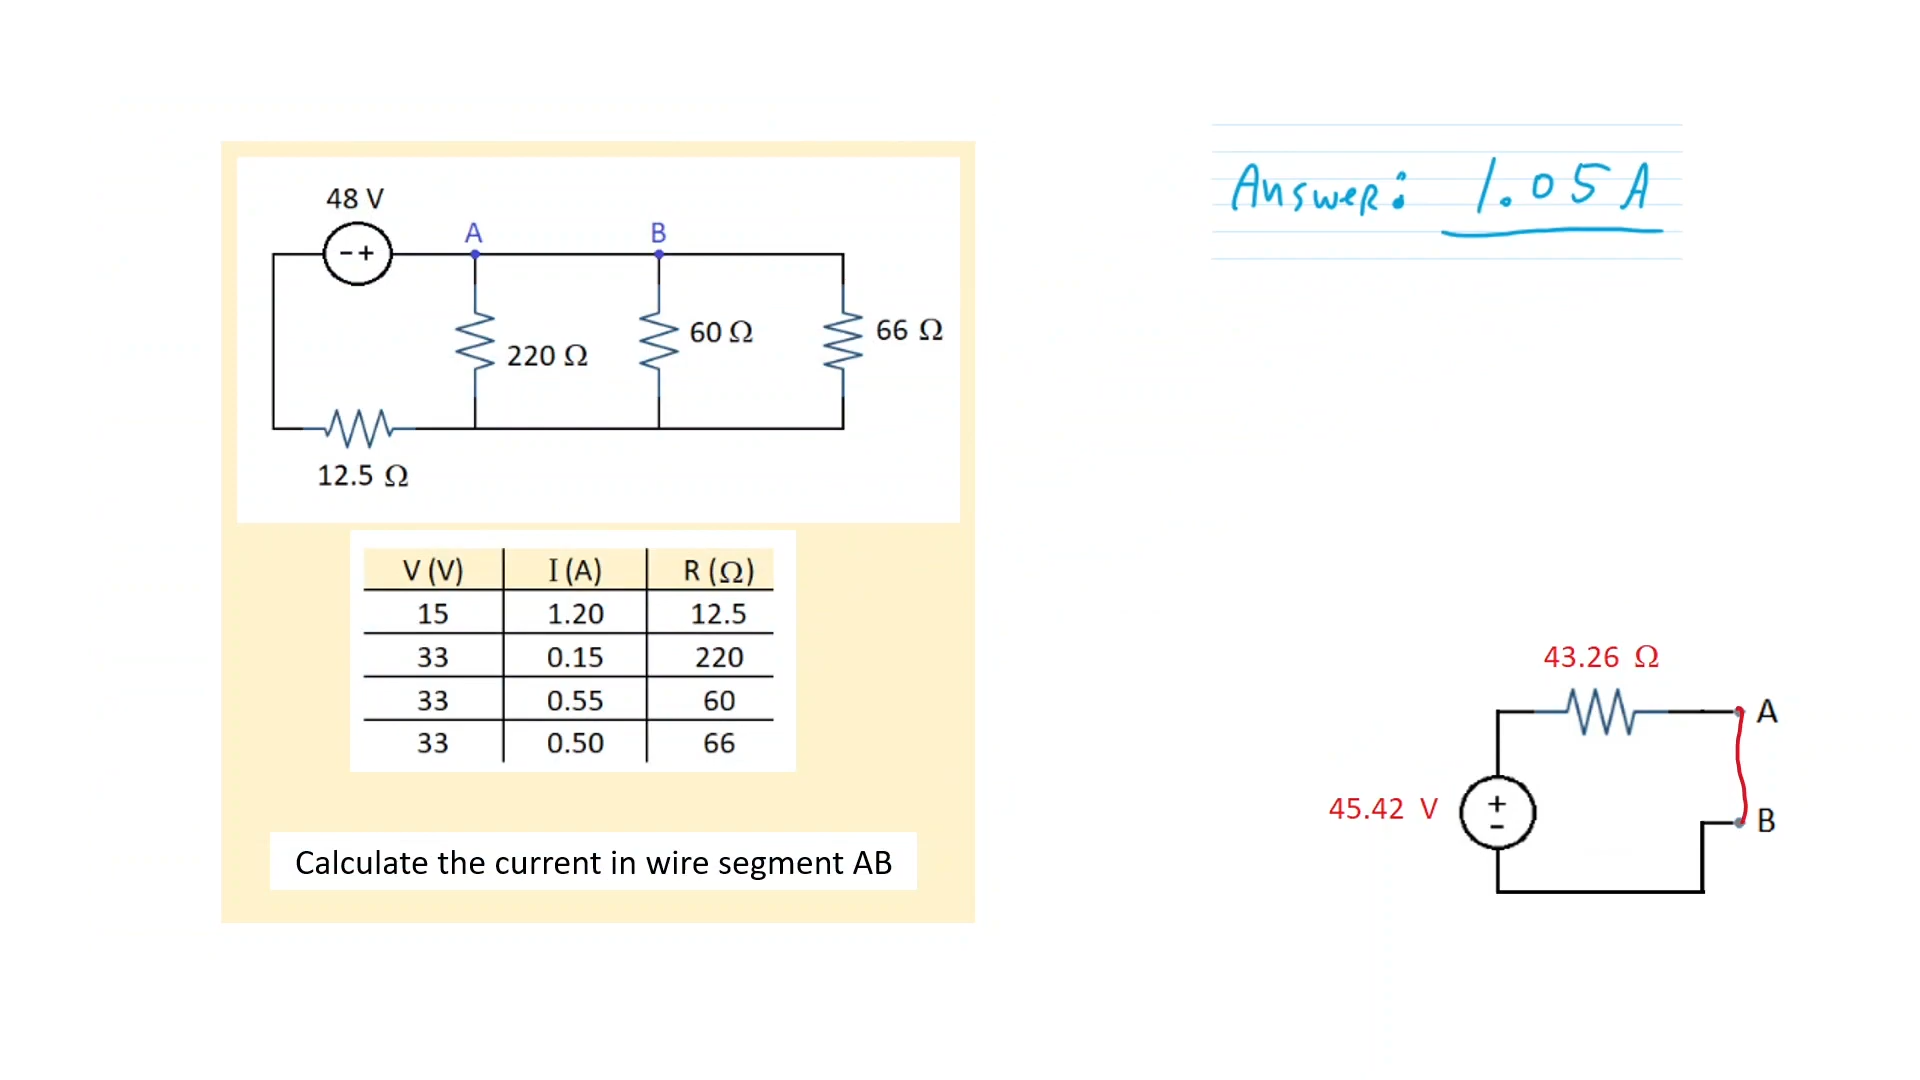 48 V
- +
A
B
220 Ω
60 Ω
66 Ω
12.5 Ω
V (V) I (A) R (Ω)
15 1.20 12.5
33 0.15 220
33 0.55 60
33 0.50 66
Calculate the current in wire segment AB
Answer: 1.05 A
43.26 Ω
A
45.42 V
+
-
B